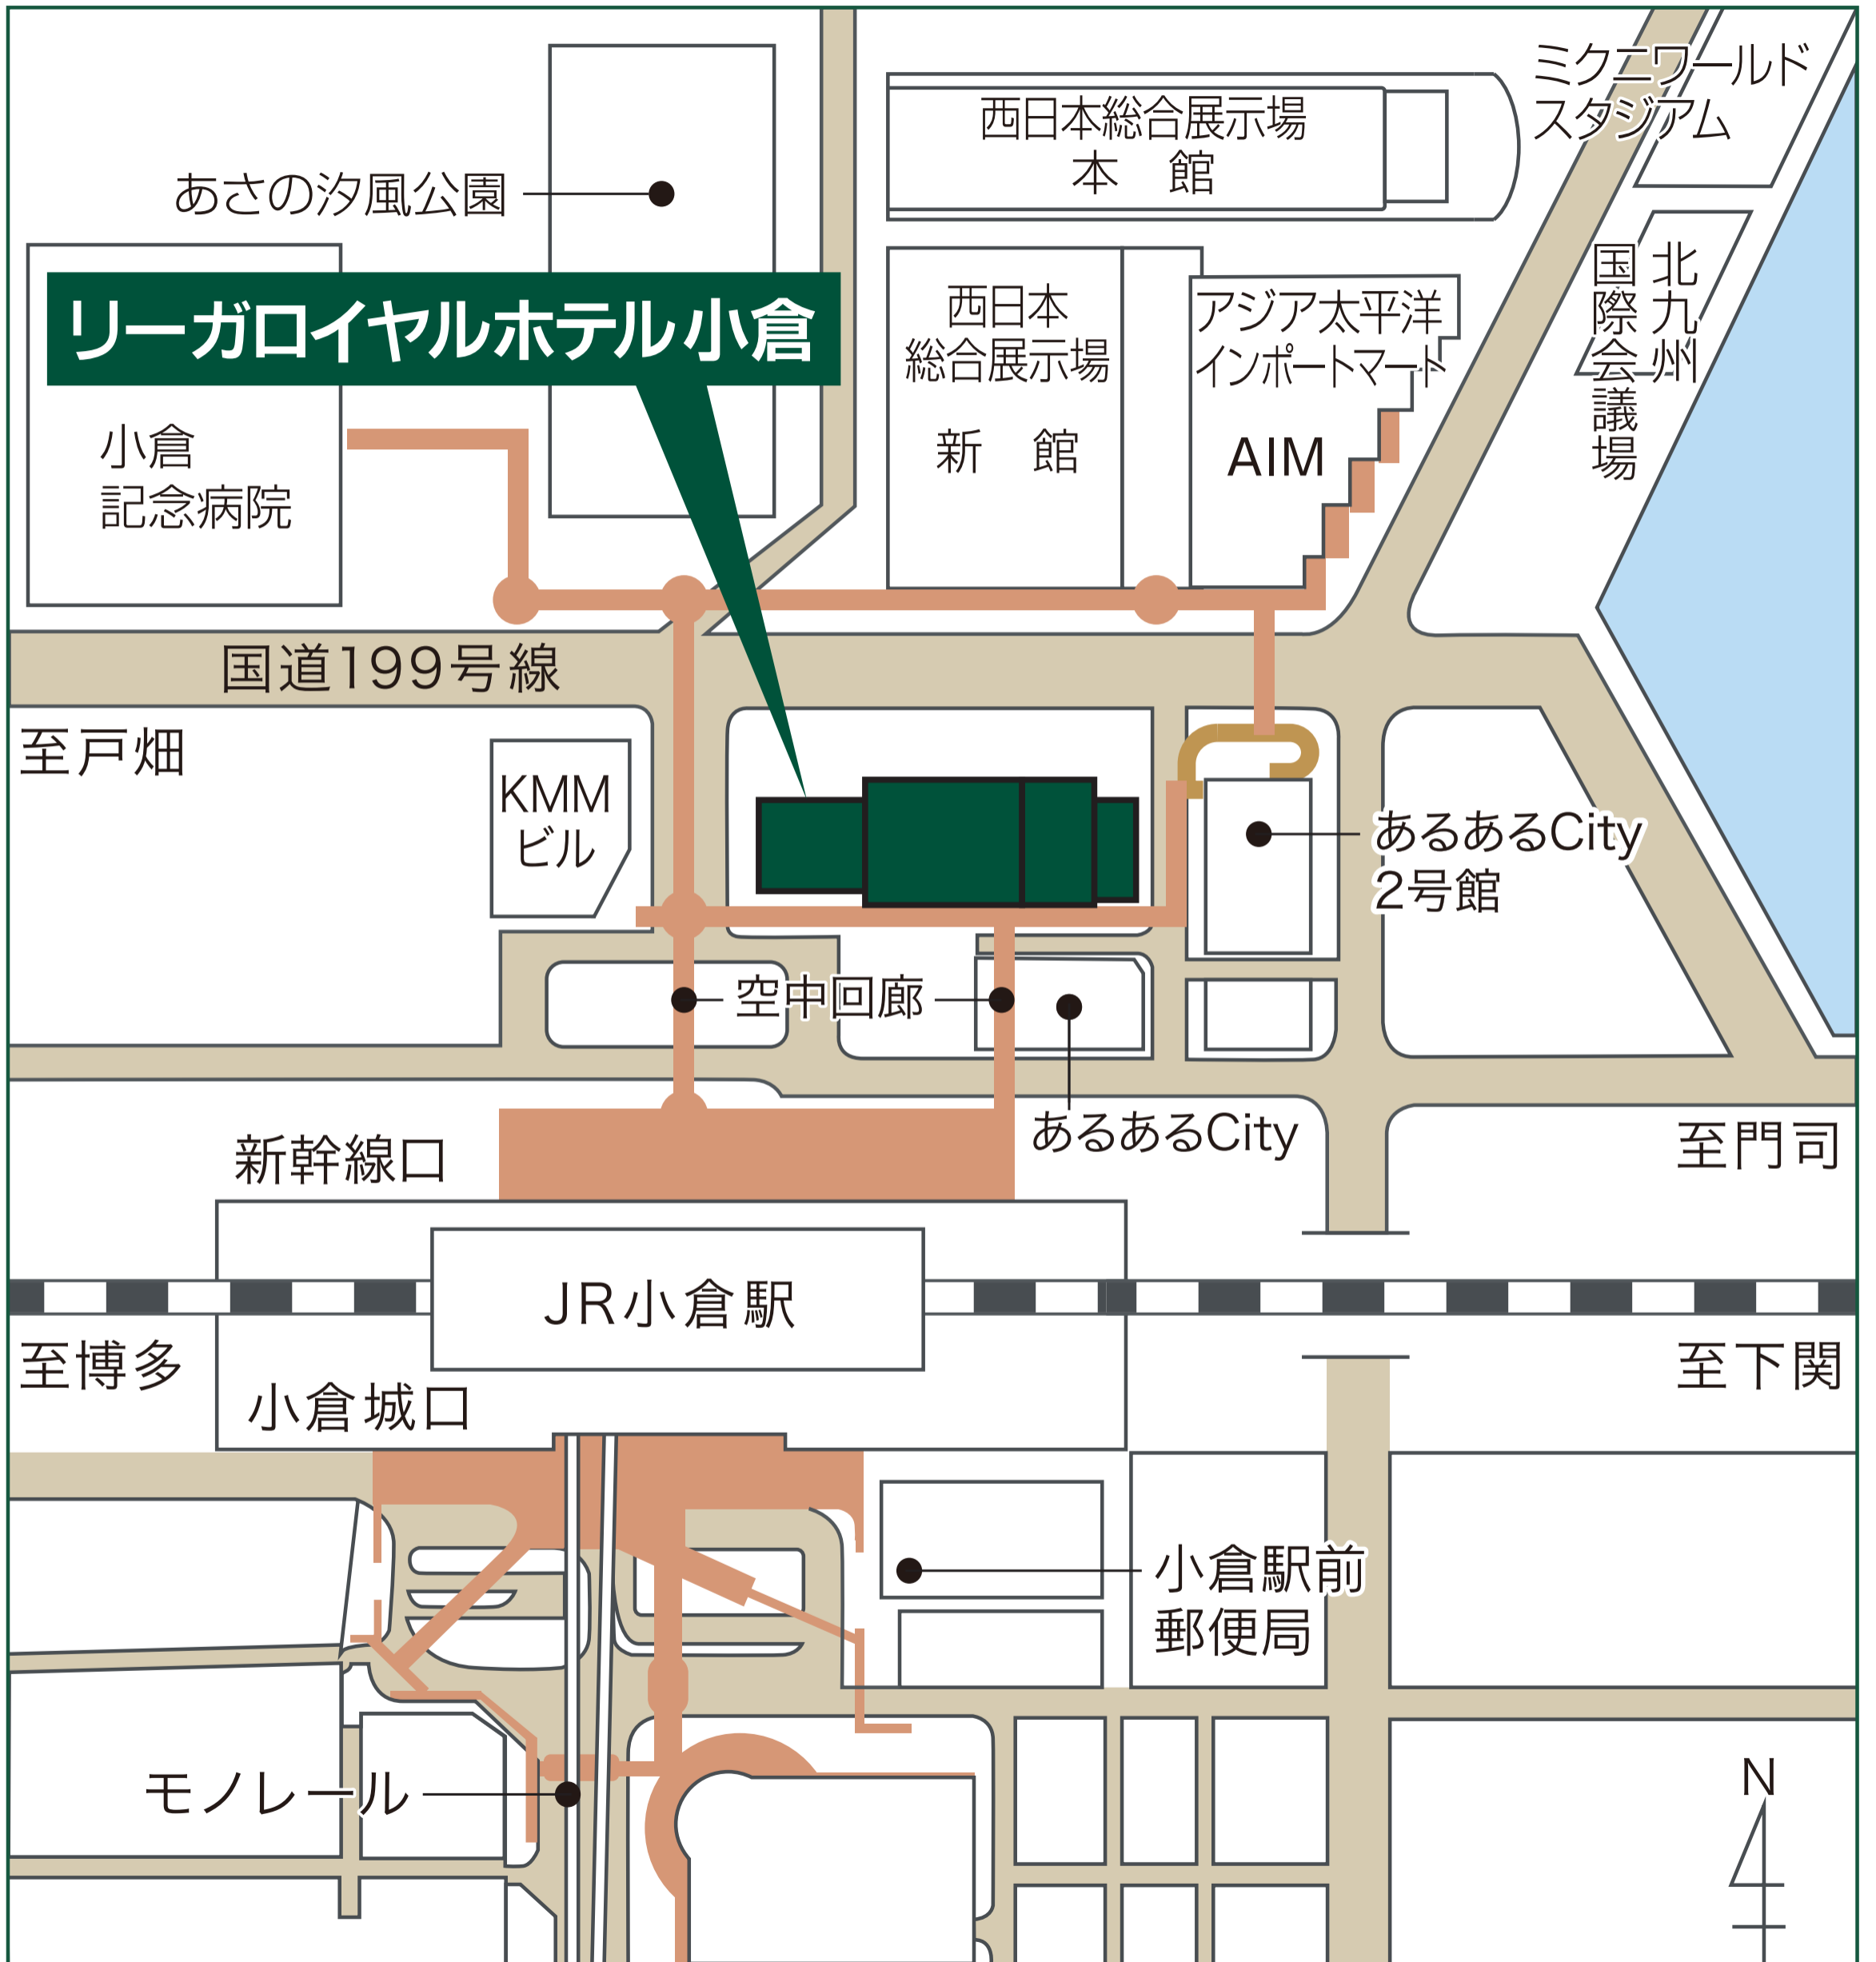 ミクニワールド
スタジアム
西日本総合展示場
本 館
あさの夕風公園
リーガロイヤルホテル小倉
西日本
総合展示場
新 館
アジア太平洋
インポートマート
AIM
北九州
国際会議場
小倉
記念病院
国道199号線
至戸畑
KMM
ビル
あるあるCity
2号館
空中回廊
あるあるCity
新幹線口
至門司
JR小倉駅
至博多
至下関
小倉城口
小倉駅前
郵便局
モノレール
N